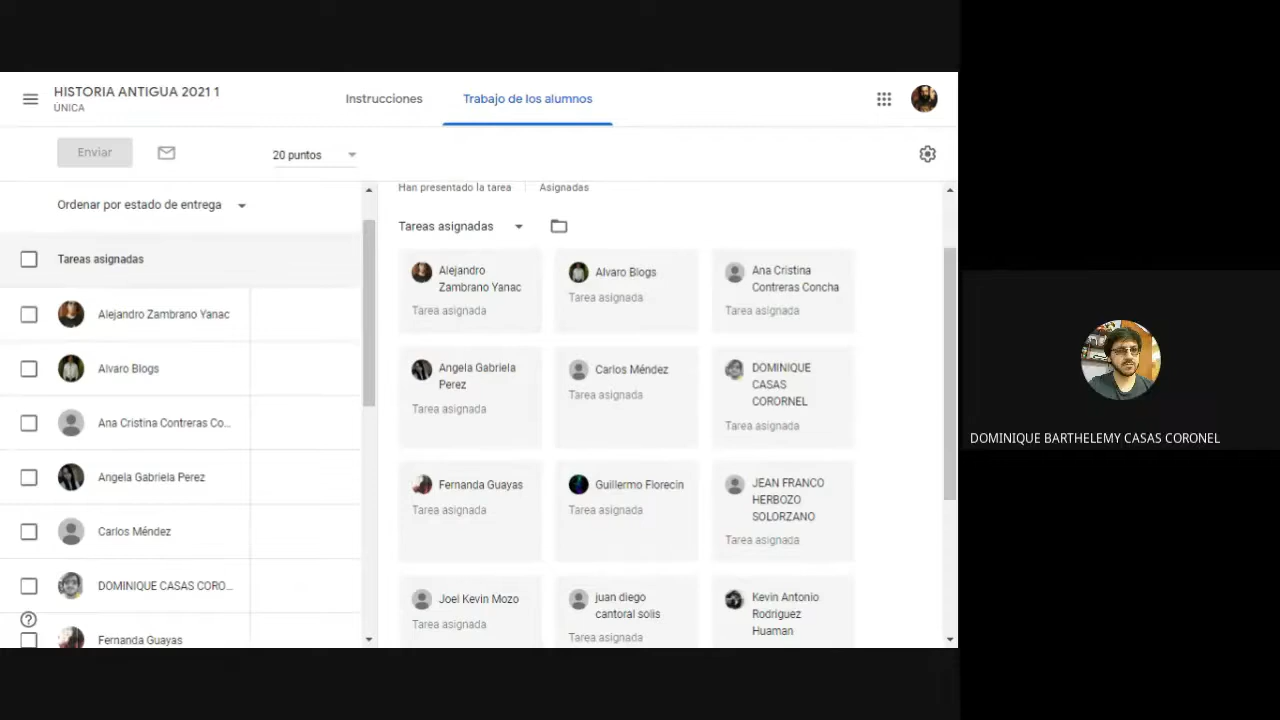 HISTORIA ANTIGUA 2021 1
ÚNICA
Instrucciones
Trabajo de los alumnos
Enviar
20 puntos
Ordenar por estado de entrega
Tareas asignadas
Alejandro Zambrano Yanac
Alvaro Blogs
Ana Cristina Contreras Co...
Angela Gabriela Perez
Carlos Méndez
DOMINIQUE CASAS CORO...
Fernanda Guayas
Han presentado la tarea
Asignadas
Tareas asignadas
Alejandro
Zambrano Yanac
Tarea asignada
Alvaro Blogs
Tarea asignada
Ana Cristina
Contreras Concha
Tarea asignada
Angela Gabriela
Perez
Tarea asignada
Carlos Méndez
Tarea asignada
DOMINIQUE
CASAS
CORORNEL
Tarea asignada
Fernanda Guayas
Tarea asignada
Guillermo Florecin
Tarea asignada
JEAN FRANCO
HERBOZO
SOLORZANO
Tarea asignada
Joel Kevin Mozo
Tarea asignada
juan diego
cantoral solis
Tarea asignada
Kevin Antonio
Rodriguez
Huaman
DOMINIQUE BARTHELEMY CASAS CORONEL